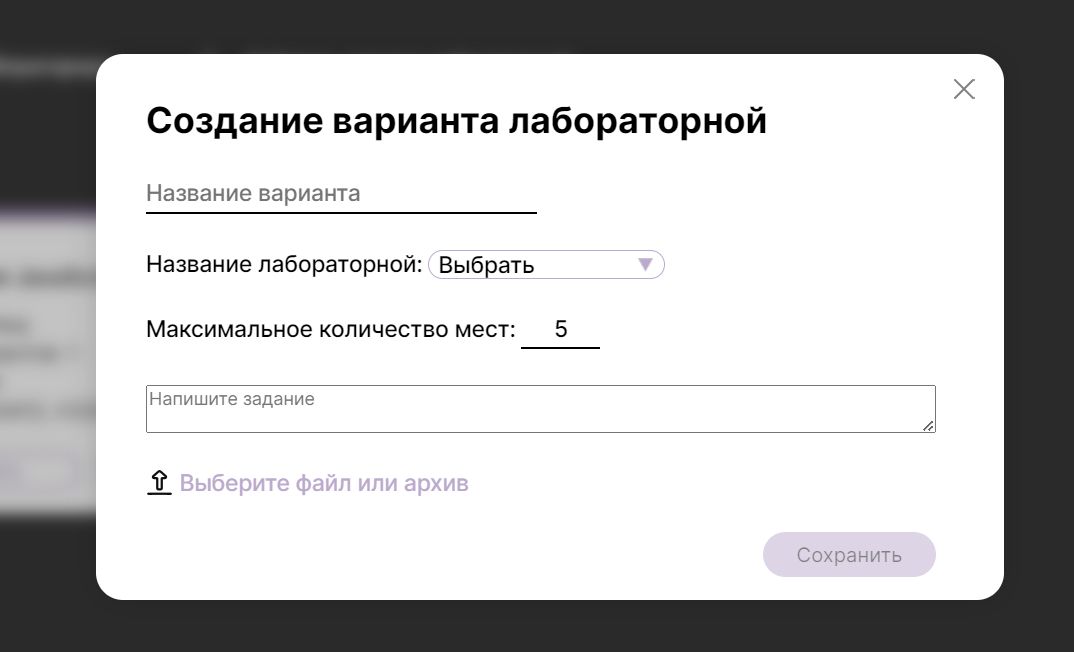 Создание варианта лабораторной
Название варианта
Название лабораторной: Выбрать
Максимальное количество мест: 5
Напишите задание
Выберите файл или архив
Сохранить